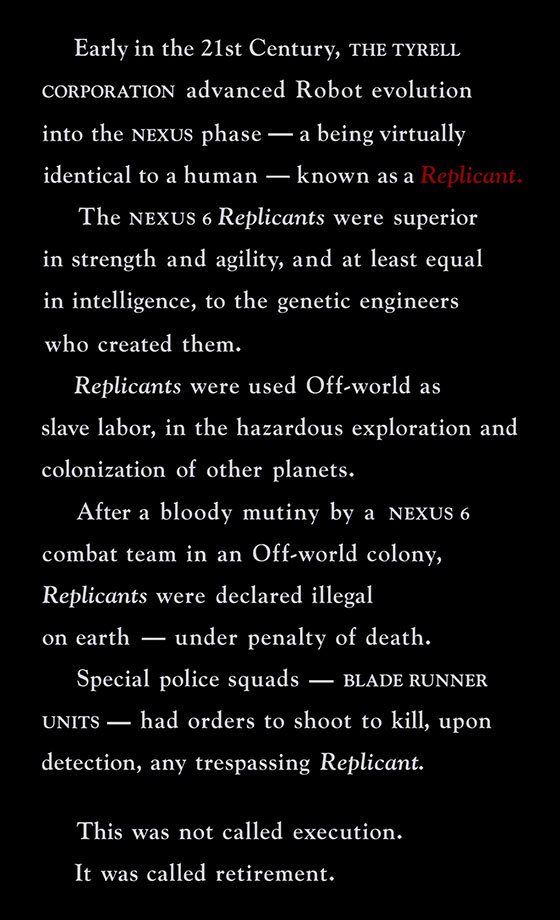 Early in the 21st Century, THE TYRELL
CORPORATION advanced Robot evolution
into the NEXUS phase — a being virtually
identical to a human — known as a Replicant.
The NEXUS 6 Replicants were superior
in strength and agility, and at least equal
in intelligence, to the genetic engineers
who created them.
Replicants were used Off-world as
slave labor, in the hazardous exploration and
colonization of other planets.
After a bloody mutiny by a NEXUS 6
combat team in an Off-world colony,
Replicants were declared illegal
on earth — under penalty of death.
Special police squads — BLADE RUNNER
UNITS — had orders to shoot to kill, upon
detection, any trespassing Replicant.
This was not called execution.
It was called retirement.